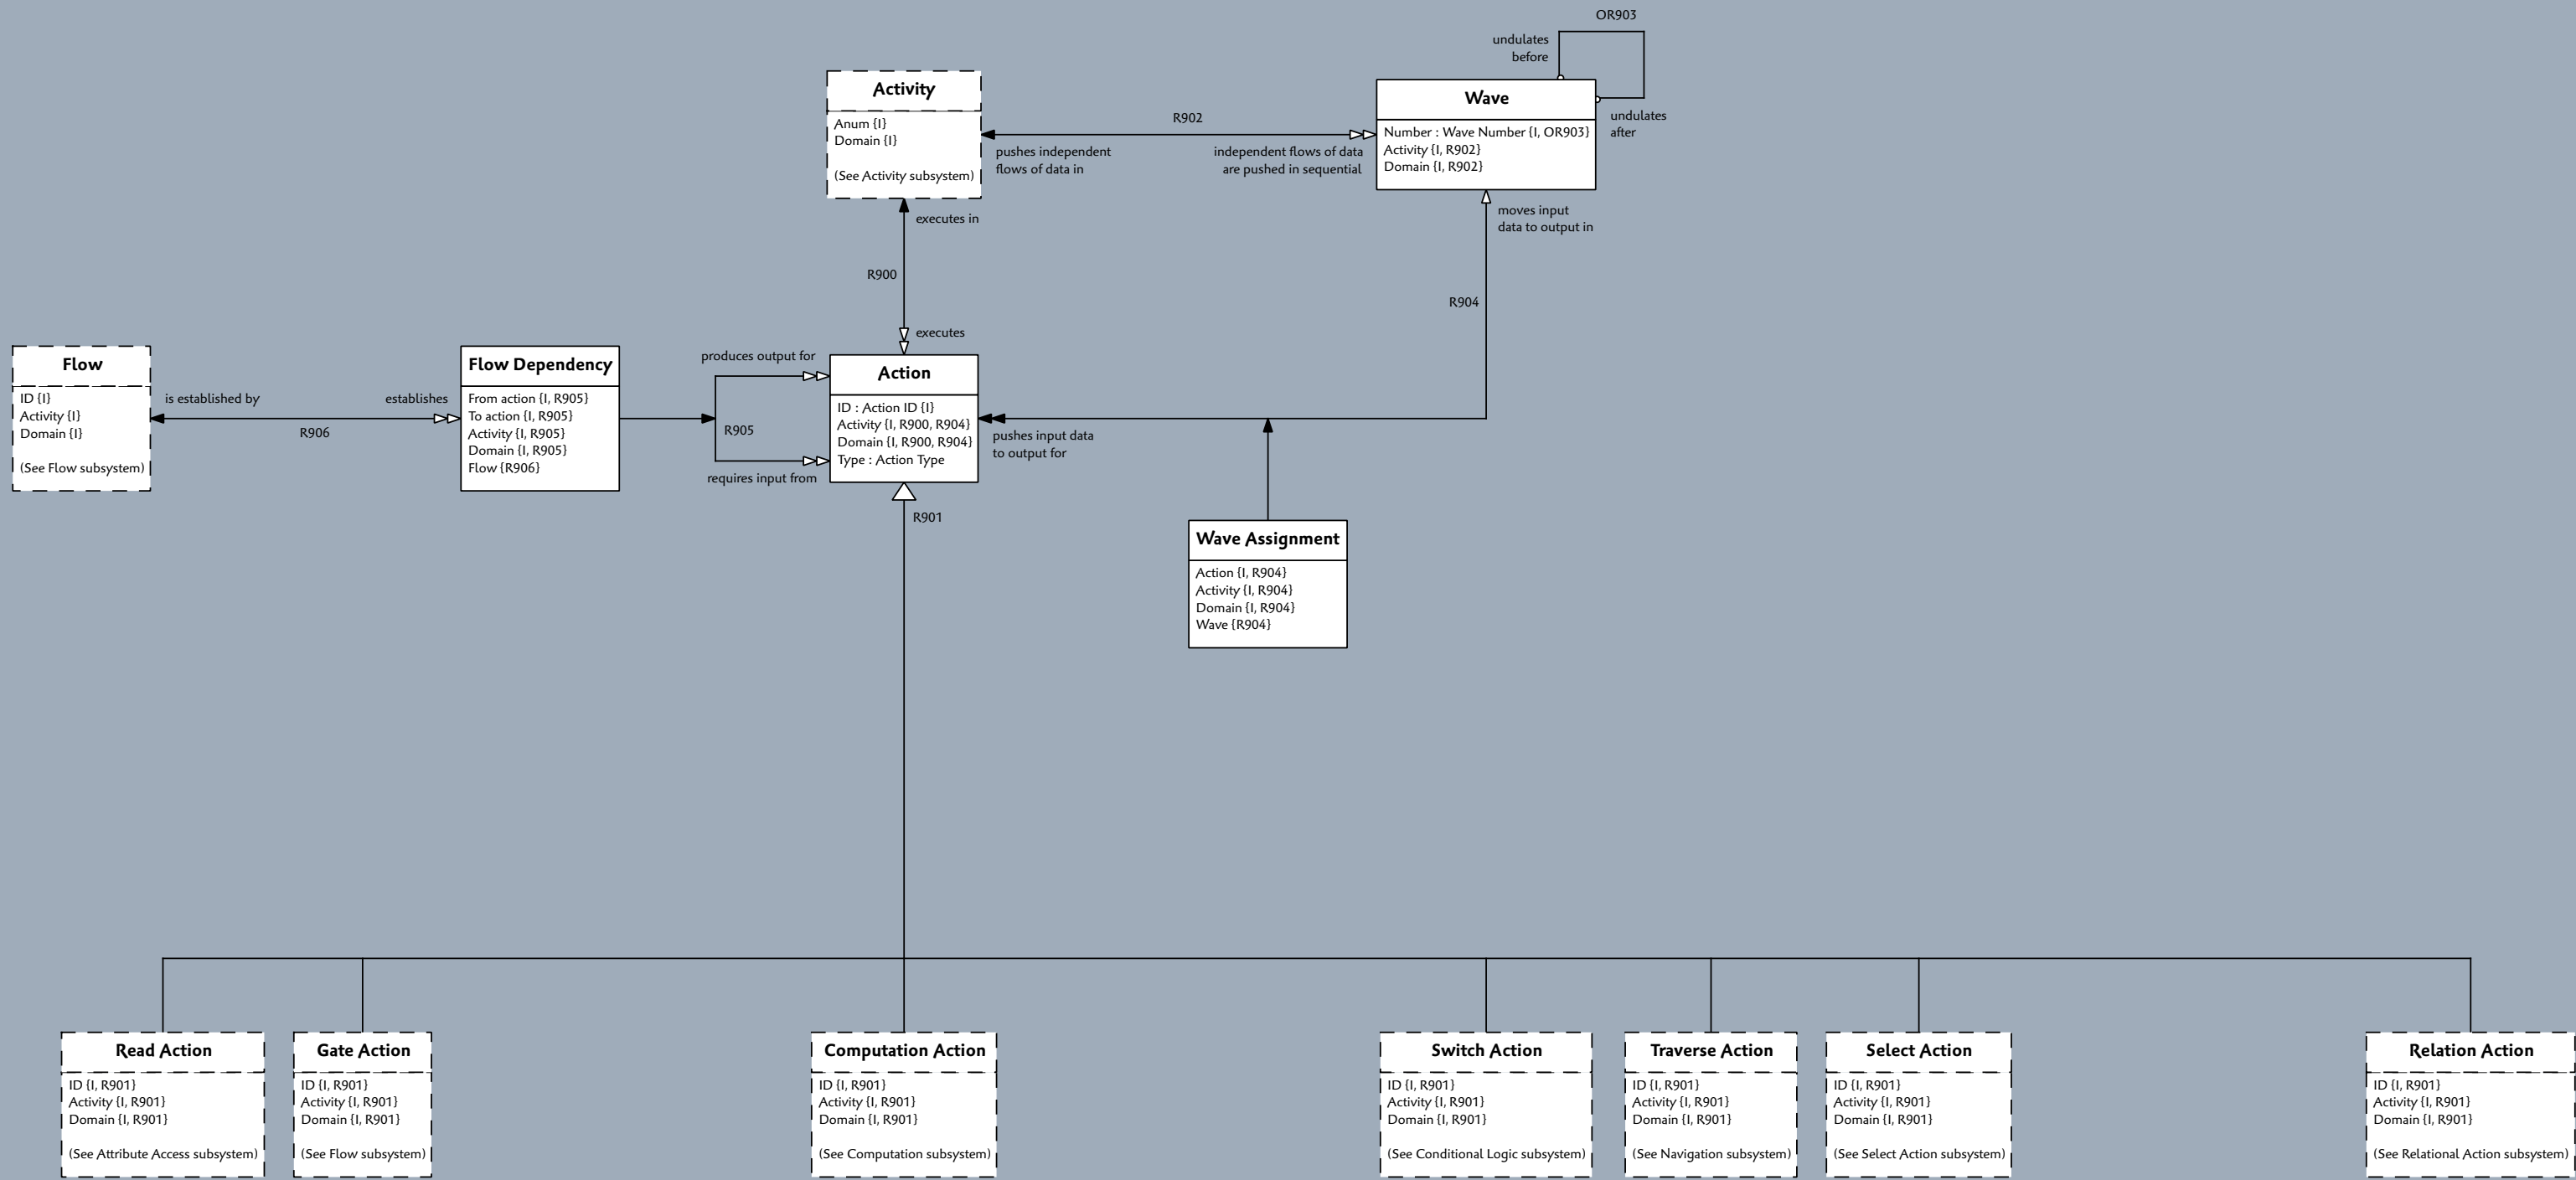 OR903
undulates
before
Wave
Number : Wave Number {I, OR903}
Activity {I, R902}
Domain {I, R902}
undulates
after
Activity
Anum {I}
Domain {I}
(See Activity subsystem)
R902
pushes independent
flows of data in
independent flows of data
are pushed in sequential
executes in
R900
executes
moves input
data to output in
R904
Flow
ID {I}
Activity {I}
Domain {I}
(See Flow subsystem)
is established by
establishes
R906
Flow Dependency
From action {I, R905}
To action {I, R905}
Activity {I, R905}
Domain {I, R905}
Flow {R906}
produces output for
R905
requires input from
Action
ID : Action ID {I}
Activity {I, R900, R904}
Domain {I, R900, R904}
Type : Action Type
pushes input data
to output for
R901
Wave Assignment
Action {I, R904}
Activity {I, R904}
Domain {I, R904}
Wave {R904}
Read Action
ID {I, R901}
Activity {I, R901}
Domain {I, R901}
(See Attribute Access subsystem)
Gate Action
ID {I, R901}
Activity {I, R901}
Domain {I, R901}
(See Flow subsystem)
Computation Action
ID {I, R901}
Activity {I, R901}
Domain {I, R901}
(See Computation subsystem)
Switch Action
ID {I, R901}
Activity {I, R901}
Domain {I, R901}
(See Conditional Logic subsystem)
Traverse Action
ID {I, R901}
Activity {I, R901}
Domain {I, R901}
(See Navigation subsystem)
Select Action
ID {I, R901}
Activity {I, R901}
Domain {I, R901}
(See Select Action subsystem)
Relation Action
ID {I, R901}
Activity {I, R901}
Domain {I, R901}
(See Relational Action subsystem)